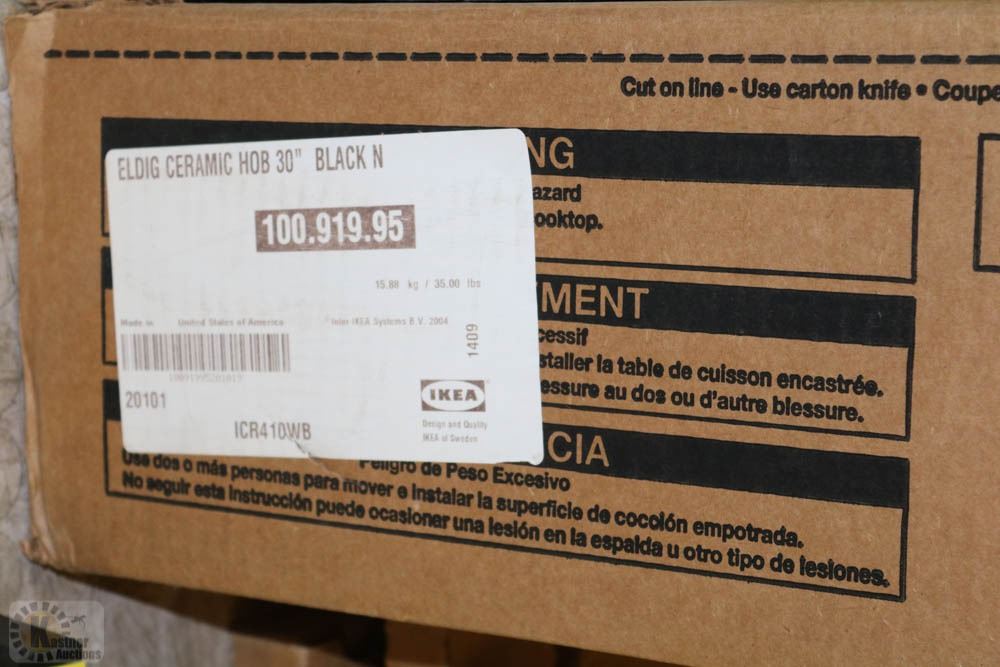 Cut on line - Use carton knife • Coupe
ELDIG CERAMIC HOB 30" BLACK N
100.919.95
15.88 kg / 35.00 lbs
Made in United States of America
Inter IKEA Systems B.V. 2004
1409
20101
ICR410WB
IKEA
Design and Quality
IKEA of Sweden
NG
azard
ooktop.
MENT
cessif
staller la table de cuisson encastrée.
essure au dos ou d'autre blessure.
CIA
Peligro de Peso Excesivo
Use dos o más personas para mover e instalar la superficie de cocción empotrada.
No seguir esta instrucción puede ocasionar una lesión en la espalda u otro tipo de lesiones.
Kastner
Auctions